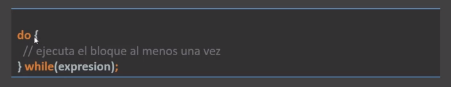 do {
// ejecuta el bloque al menos una vez
} while(expresion);